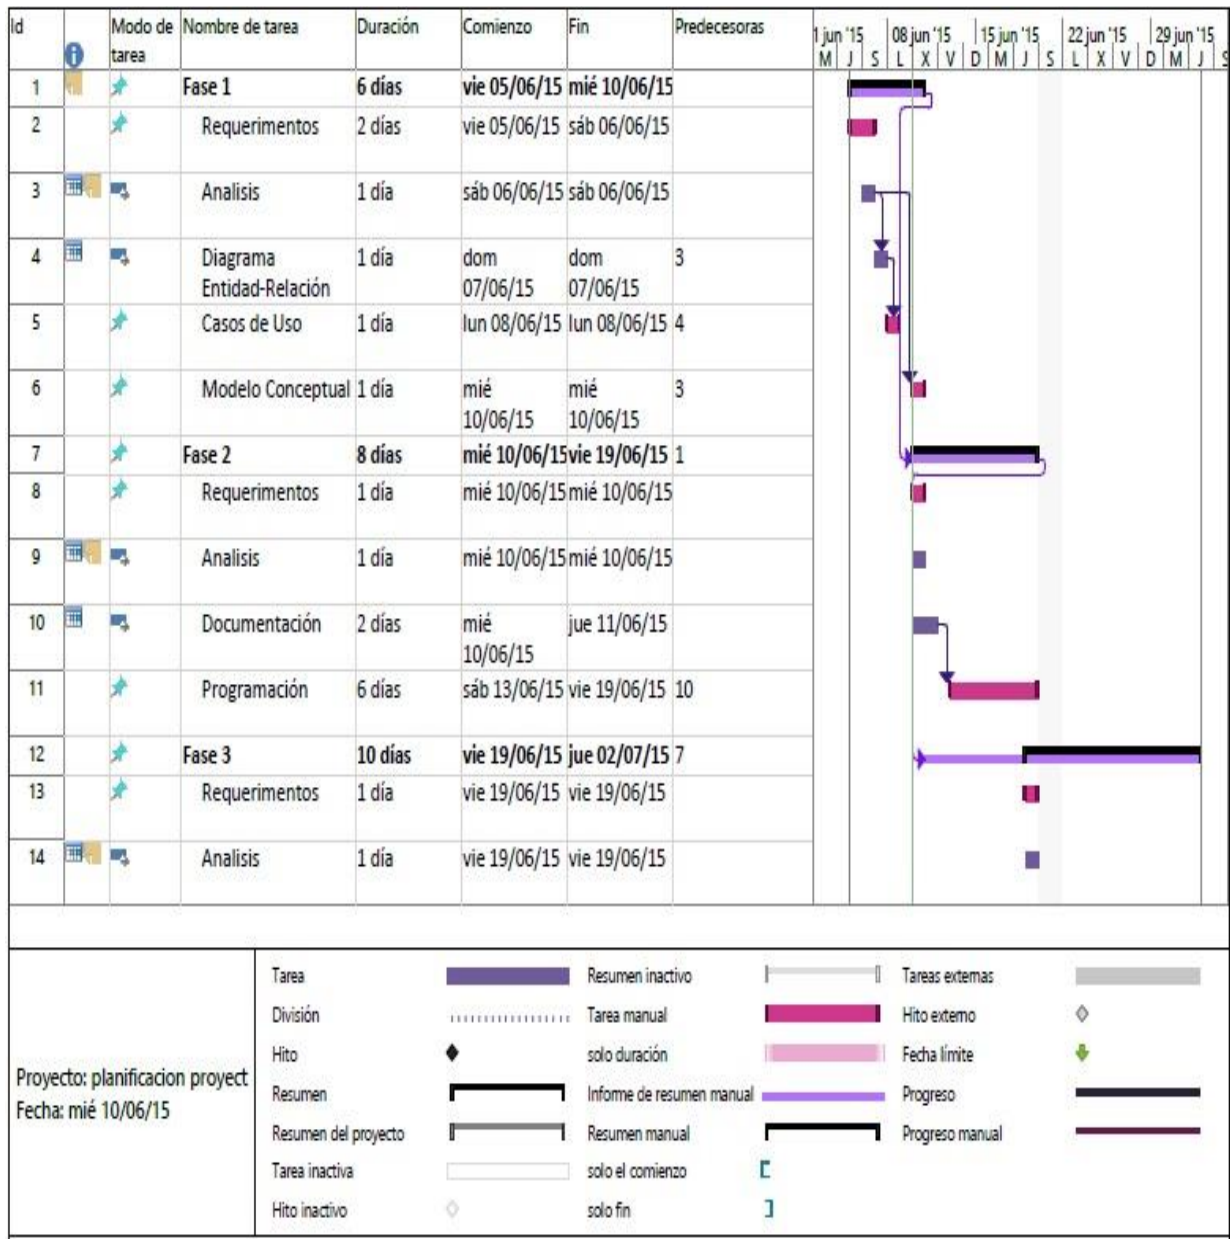 Id Modo de tarea Nombre de tarea Duración Comienzo Fin Predecesoras
1 jun '15 08 jun '15 15 jun '15 22 jun '15 29 jun '15
M J S L X V D M J S L X V D M J S
1 Fase 1 6 días vie 05/06/15 mié 10/06/15
2 Requerimentos 2 días vie 05/06/15 sáb 06/06/15
3 Analisis 1 día sáb 06/06/15 sáb 06/06/15
4 Diagrama Entidad-Relación 1 día dom 07/06/15 dom 07/06/15 3
5 Casos de Uso 1 día lun 08/06/15 lun 08/06/15 4
6 Modelo Conceptual 1 día mié 10/06/15 mié 10/06/15 3
7 Fase 2 8 días mié 10/06/15 vie 19/06/15 1
8 Requerimentos 1 día mié 10/06/15 mié 10/06/15
9 Analisis 1 día mié 10/06/15 mié 10/06/15
10 Documentación 2 días mié 10/06/15 jue 11/06/15
11 Programación 6 días sáb 13/06/15 vie 19/06/15 10
12 Fase 3 10 días vie 19/06/15 jue 02/07/15 7
13 Requerimentos 1 día vie 19/06/15 vie 19/06/15
14 Analisis 1 día vie 19/06/15 vie 19/06/15
Proyecto: planificacion proyect
Fecha: mié 10/06/15
Tarea Resumen inactivo Tareas externas
División Tarea manual Hito externo
Hito solo duración Fecha límite
Resumen Informe de resumen manual Progreso
Resumen del proyecto Resumen manual Progreso manual
Tarea inactiva solo el comienzo
Hito inactivo solo fin